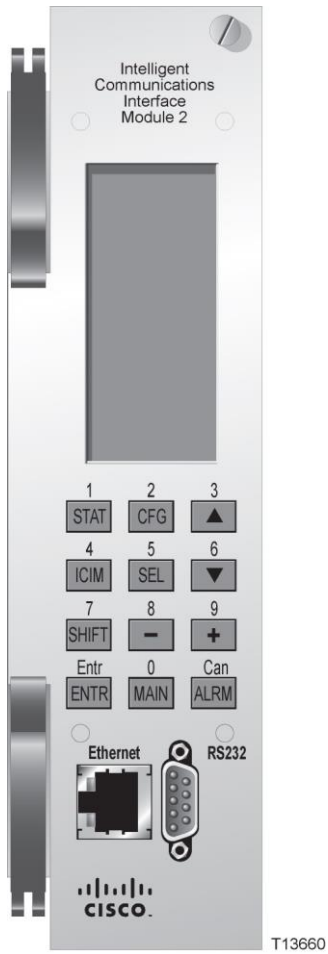 Intelligent
Communications
Interface
Module 2
1 2 3
STAT CFG ▲
4 5 6
ICIM SEL ▼
7 8 9
SHIFT - +
Entr 0 Can
ENTR MAIN ALRM
Ethernet RS232
CISCO.
T13660